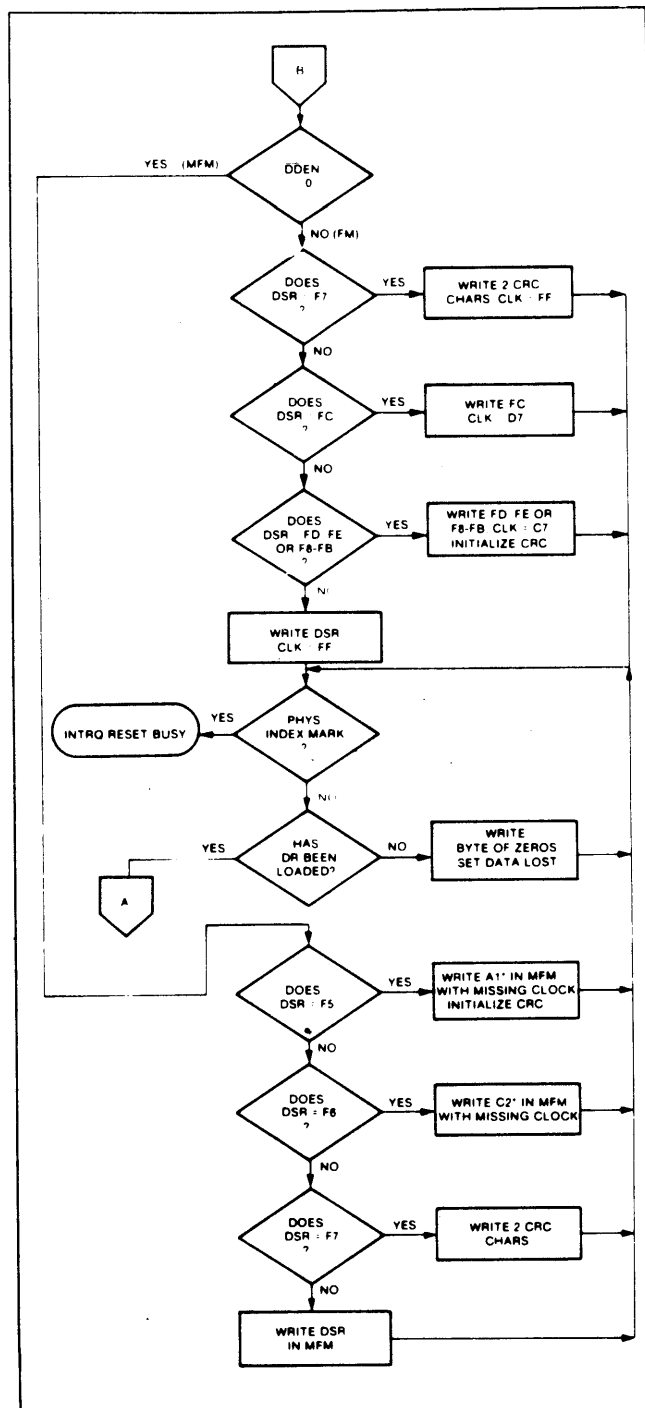 B
YES (MFM)
DDEN
0
NO (FM)
DOES
DSR = F7
?
YES
WRITE 2 CRC
CHARS CLK = FF
NO
DOES
DSR = FC
?
YES
WRITE FC
CLK = D7
NO
DOES
DSR = FD FE
OR F8-FB
?
YES
WRITE FD FE OR
F8-FB CLK = C7
INITIALIZE CRC
NO
WRITE DSR
CLK = FF
YES
PHYS
INDEX MARK
?
INTRQ RESET BUSY
NO
YES
HAS
DR BEEN
LOADED?
NO
WRITE
BYTE OF ZEROS
SET DATA LOST
A
DOES
DSR = F5
YES
WRITE A1* IN MFM
WITH MISSING CLOCK
INITIALIZE CRC
NO
DOES
DSR = F6
?
YES
WRITE C2* IN MFM
WITH MISSING CLOCK
NO
DOES
DSR = F7
?
YES
WRITE 2 CRC
CHARS
NO
WRITE DSR
IN MFM